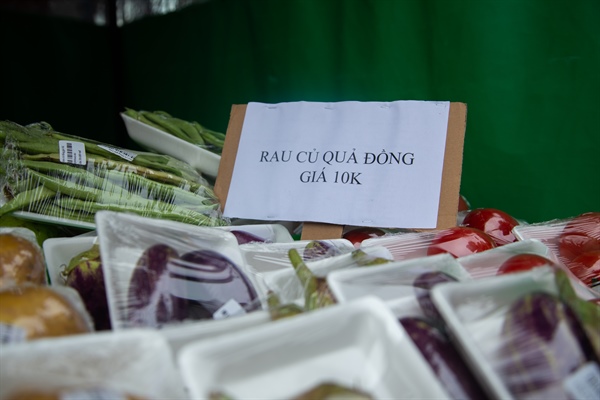 RAU CỦ QUẢ ĐỒNG
GIÁ 10K